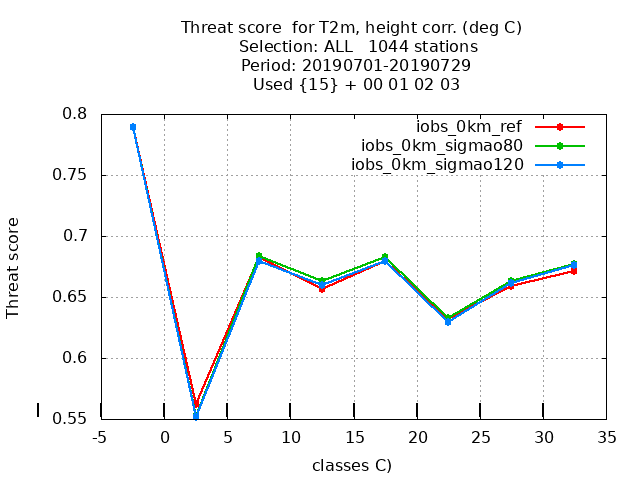 Threat score  for T2m, height corr. (deg C)
Selection: ALL   1044 stations
Period: 20190701-20190729
Used {15} + 00 01 02 03
iobs_0km_ref
iobs_0km_sigmao80
iobs_0km_sigmao120
0.8
0.75
0.7
0.65
0.6
0.55
Threat score
-5 0 5 10 15 20 25 30 35
classes C)